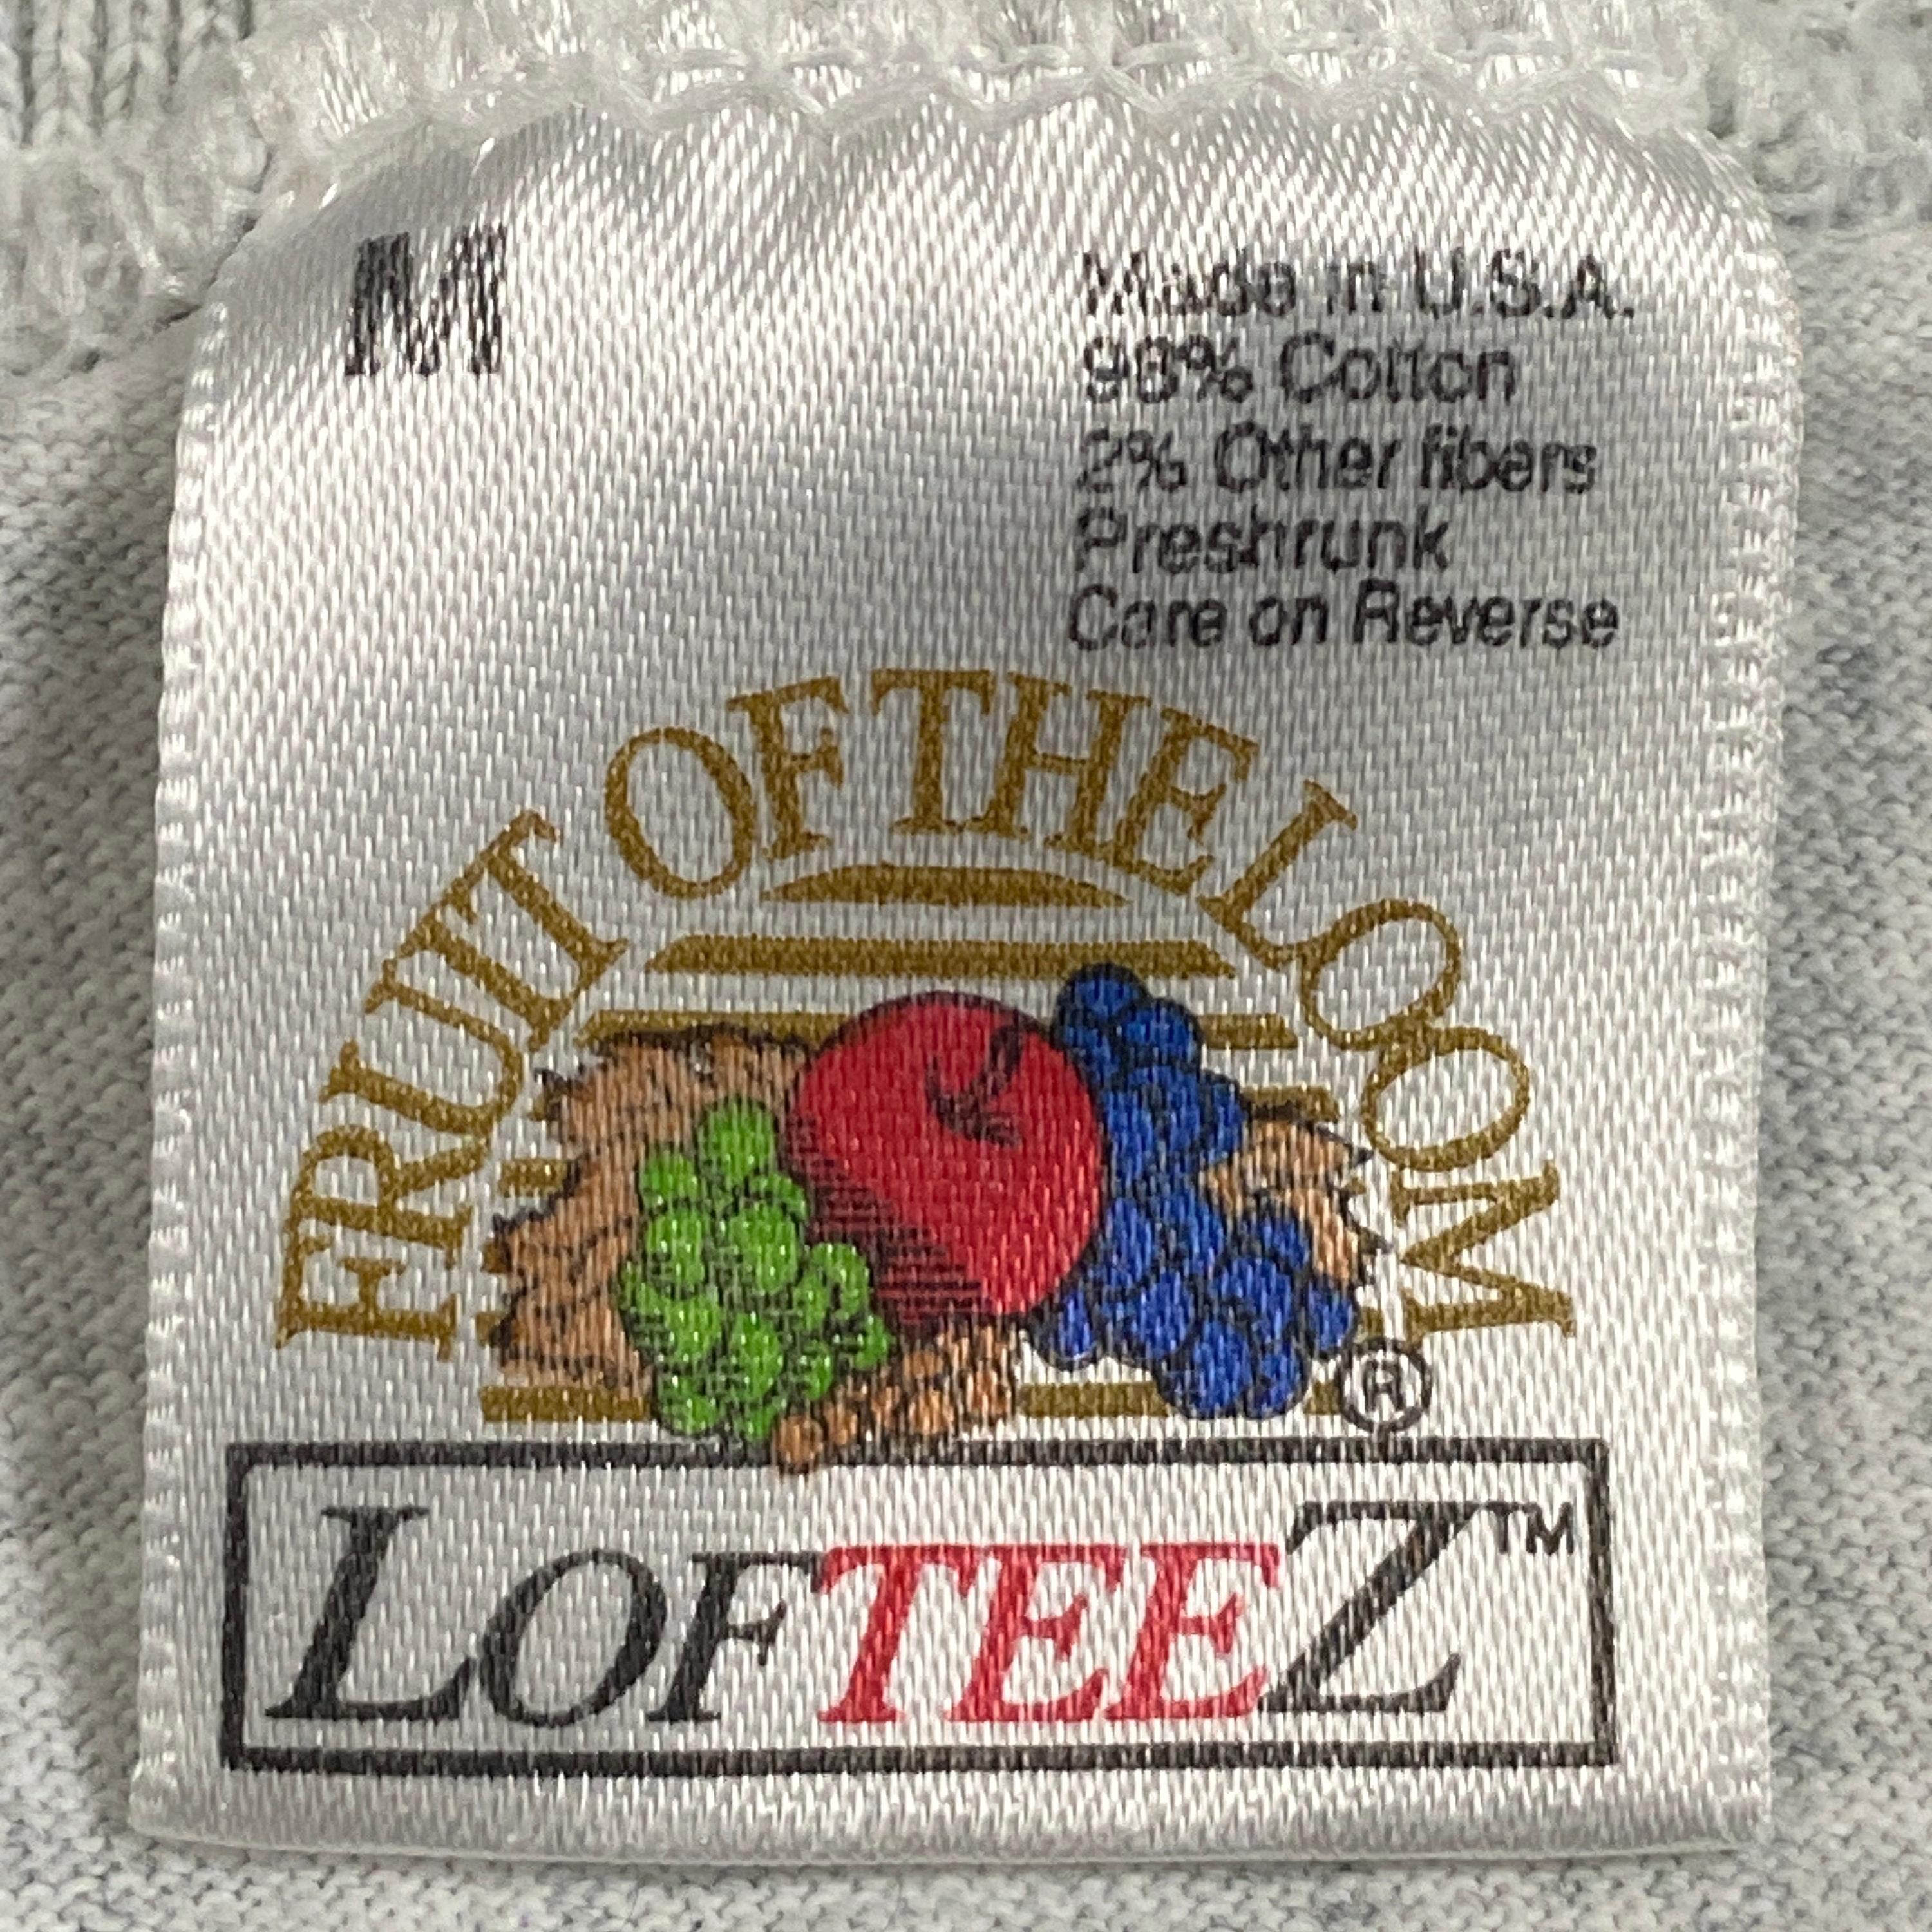 M
Made in U.S.A.
98% Cotton
2% Other fibers
Preshrunk
Care on Reverse
FRUIT OF THE LOOM
®
LOFTEEZ™